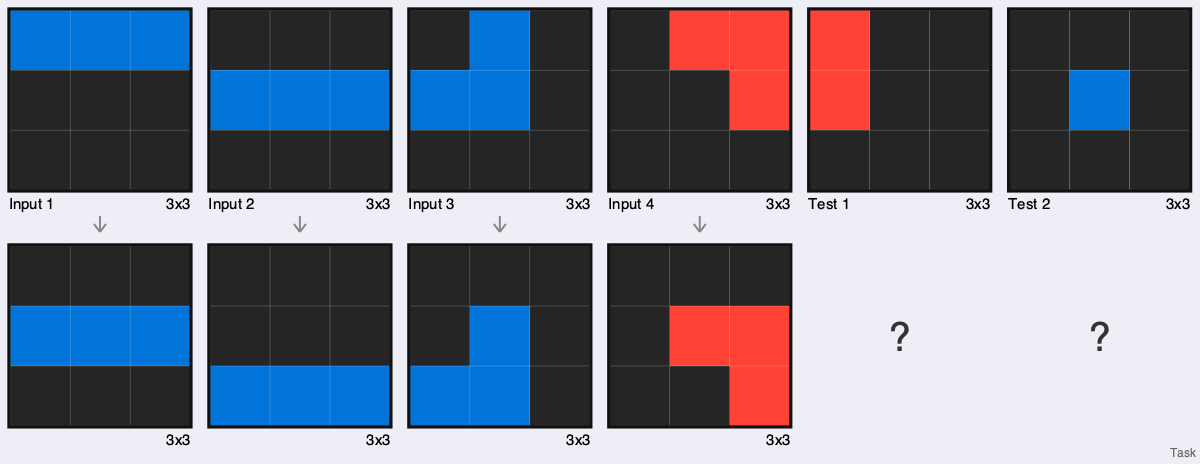 Input 1 3x3
Input 2 3x3
Input 3 3x3
Input 4 3x3
Test 1 3x3
Test 2 3x3
3x3
3x3
3x3
3x3
?
?
Task